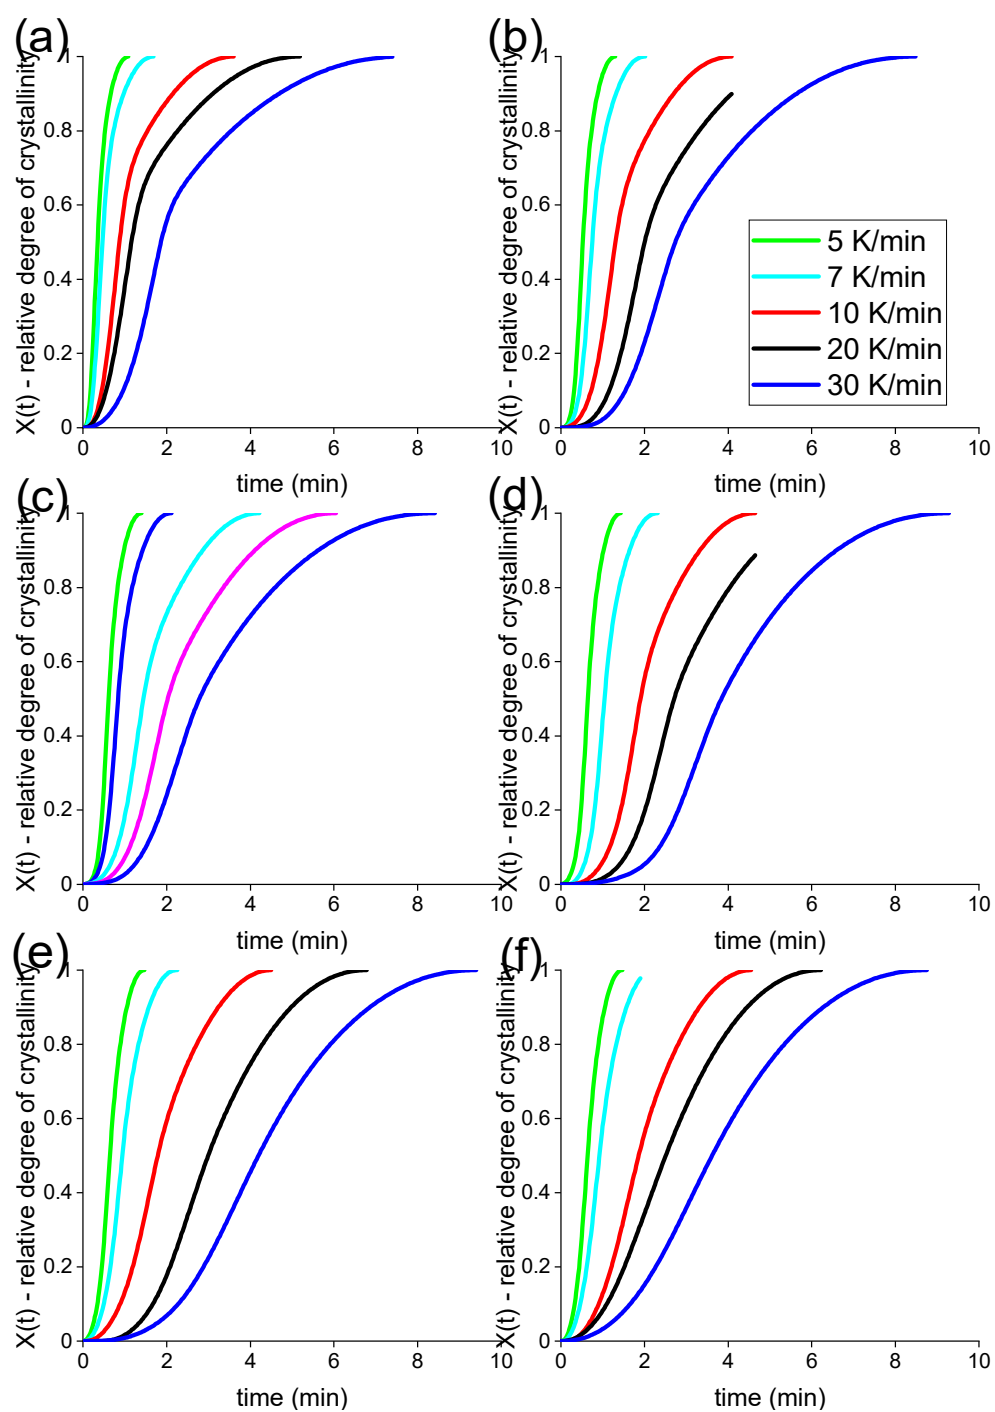 (a)
X(t) - relative degree of crystallinity
1
0.8
0.6
0.4
0.2
0
0 2 4 6 8 10
time (min)
(b)
X(t) - relative degree of crystallinity
1
0.8
0.6
0.4
0.2
0
0 2 4 6 8 10
time (min)
5 K/min
7 K/min
10 K/min
20 K/min
30 K/min
(c)
X(t) - relative degree of crystallinity
1
0.8
0.6
0.4
0.2
0
0 2 4 6 8 10
time (min)
(d)
X(t) - relative degree of crystallinity
1
0.8
0.6
0.4
0.2
0
0 2 4 6 8 10
time (min)
(e)
X(t) - relative degree of crystallinity
1
0.8
0.6
0.4
0.2
0
0 2 4 6 8 10
time (min)
(f)
X(t) - relative degree of crystallinity
1
0.8
0.6
0.4
0.2
0
0 2 4 6 8 10
time (min)